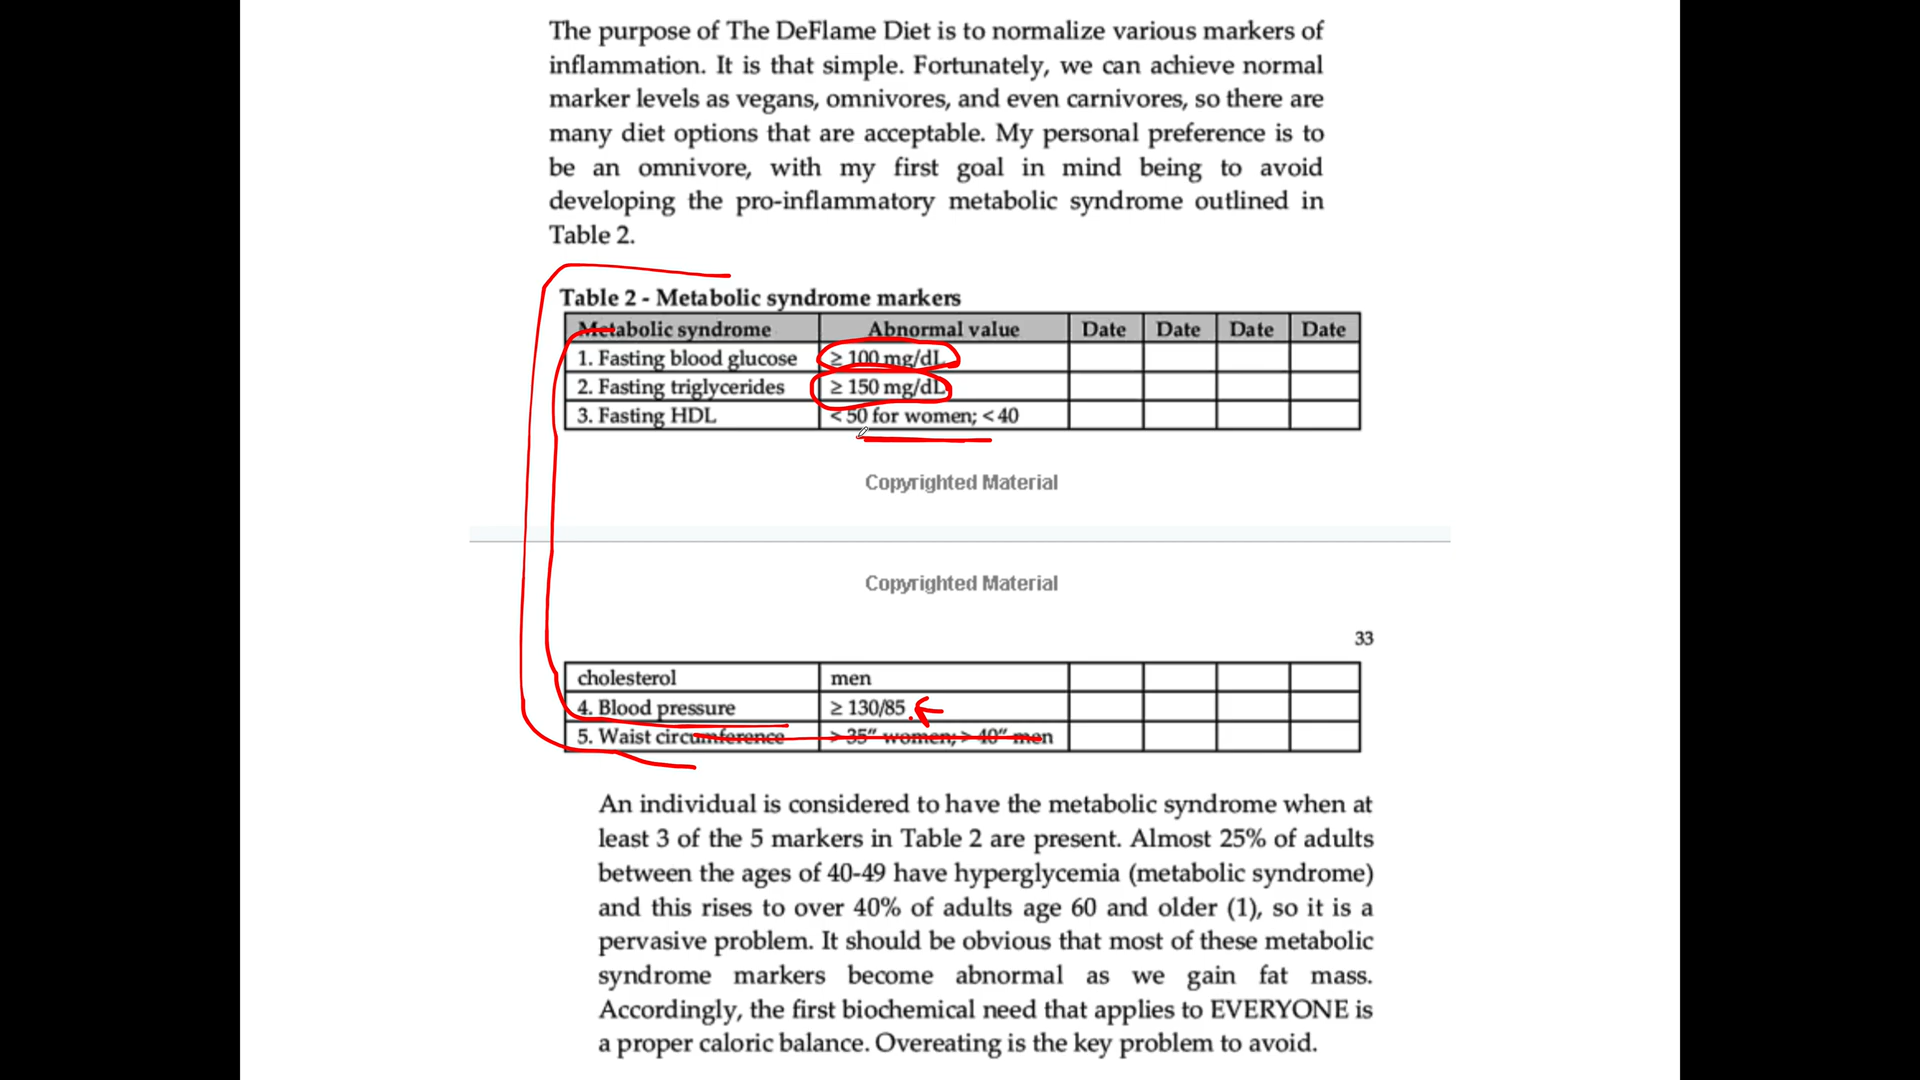 The purpose of The DeFlame Diet is to normalize various markers of
inflammation. It is that simple. Fortunately, we can achieve normal
marker levels as vegans, omnivores, and even carnivores, so there are
many diet options that are acceptable. My personal preference is to
be an omnivore, with my first goal in mind being to avoid
developing the pro-inflammatory metabolic syndrome outlined in
Table 2.
Table 2 - Metabolic syndrome markers
Metabolic syndrome Abnormal value Date Date Date Date
1. Fasting blood glucose ≥ 100 mg/dL
2. Fasting triglycerides ≥ 150 mg/dL
3. Fasting HDL < 50 for women; < 40
Copyrighted Material
Copyrighted Material
33
cholesterol men
4. Blood pressure ≥ 130/85
5. Waist circumference > 35" women; > 40" men
An individual is considered to have the metabolic syndrome when at
least 3 of the 5 markers in Table 2 are present. Almost 25% of adults
between the ages of 40-49 have hyperglycemia (metabolic syndrome)
and this rises to over 40% of adults age 60 and older (1), so it is a
pervasive problem. It should be obvious that most of these metabolic
syndrome markers become abnormal as we gain fat mass.
Accordingly, the first biochemical need that applies to EVERYONE is
a proper caloric balance. Overeating is the key problem to avoid.